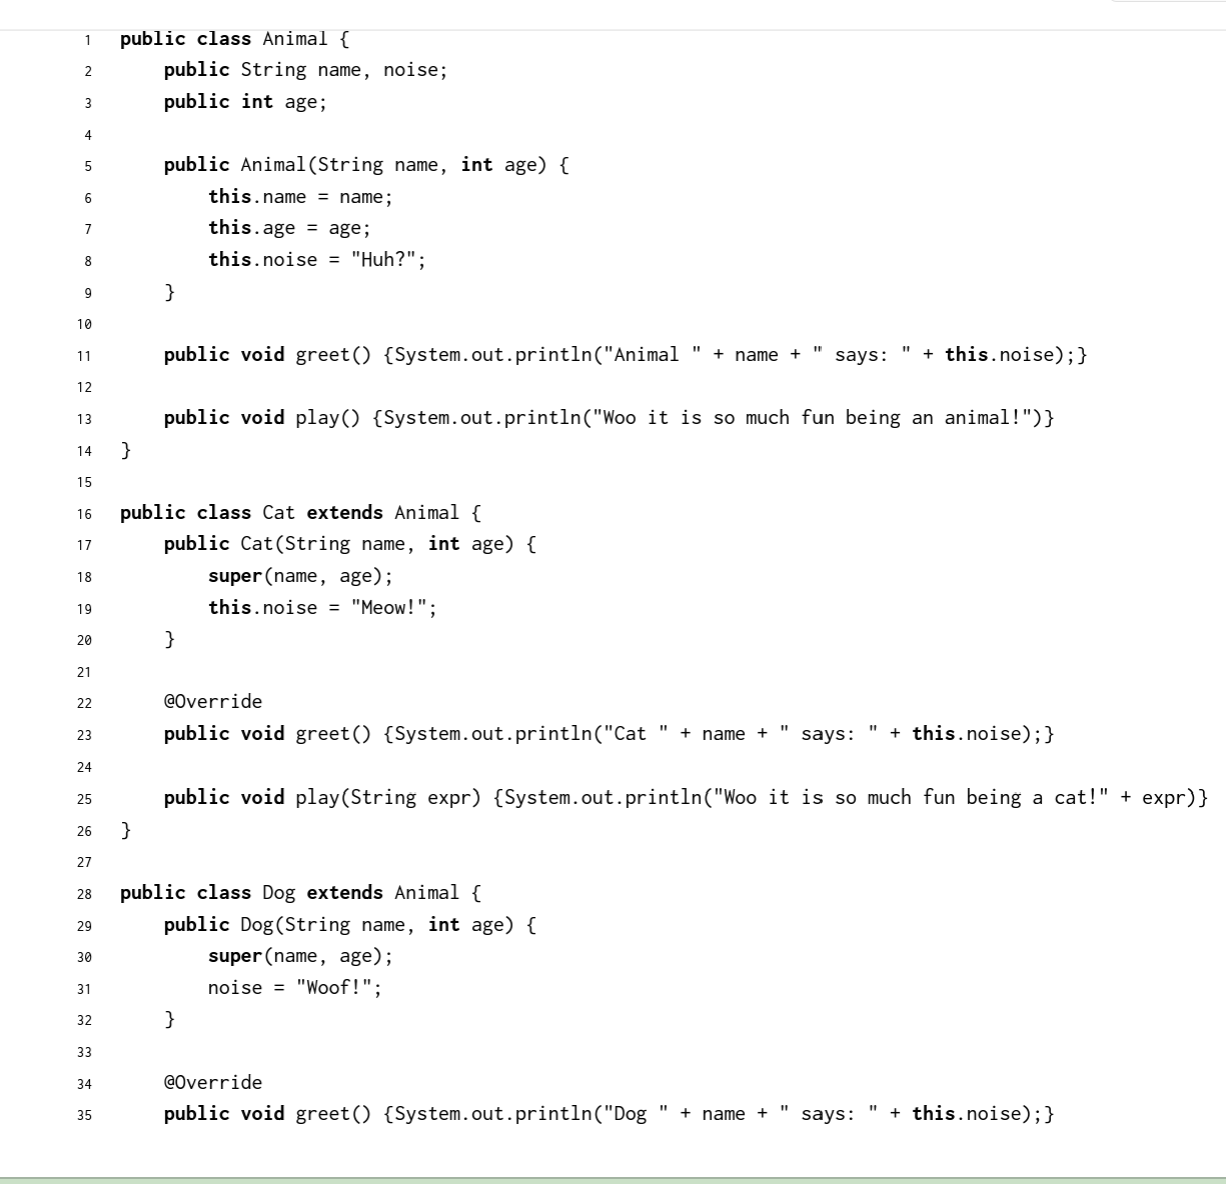 1 public class Animal {
2     public String name, noise;
3     public int age;
4
5     public Animal(String name, int age) {
6         this.name = name;
7         this.age = age;
8         this.noise = "Huh?";
9     }
10
11     public void greet() {System.out.println("Animal " + name + " says: " + this.noise);}
12
13     public void play() {System.out.println("Woo it is so much fun being an animal!")}
14 }
15
16 public class Cat extends Animal {
17     public Cat(String name, int age) {
18         super(name, age);
19         this.noise = "Meow!";
20     }
21
22     @Override
23     public void greet() {System.out.println("Cat " + name + " says: " + this.noise);}
24
25     public void play(String expr) {System.out.println("Woo it is so much fun being a cat!" + expr)}
26 }
27
28 public class Dog extends Animal {
29     public Dog(String name, int age) {
30         super(name, age);
31         noise = "Woof!";
32     }
33
34     @Override
35     public void greet() {System.out.println("Dog " + name + " says: " + this.noise);}